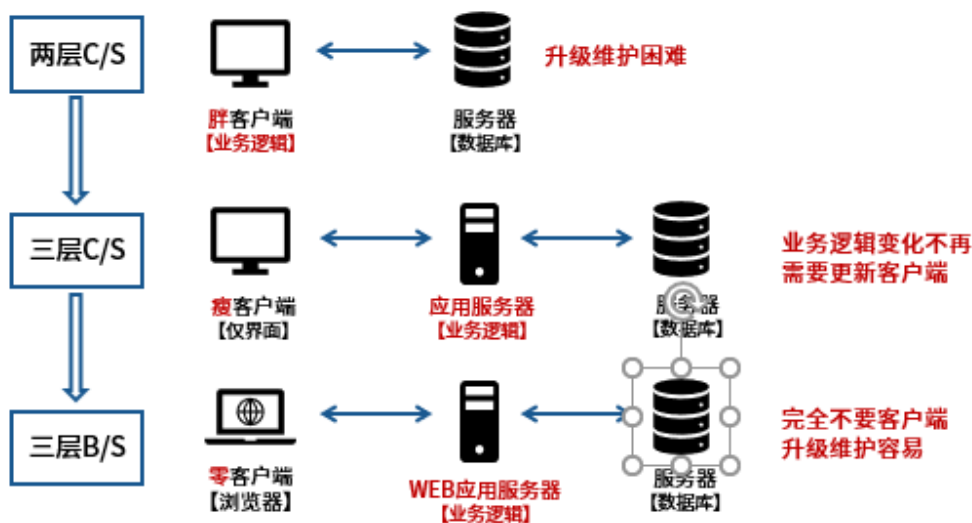 两层C/S
升级维护困难
胖客户端
【业务逻辑】
服务器
【数据库】
三层C/S
业务逻辑变化不再
需要更新客户端
瘦客户端
【仅界面】
应用服务器
【业务逻辑】
服务器
【数据库】
三层B/S
完全不要客户端
升级维护容易
零客户端
【浏览器】
WEB应用服务器
【业务逻辑】
服务器
【数据库】